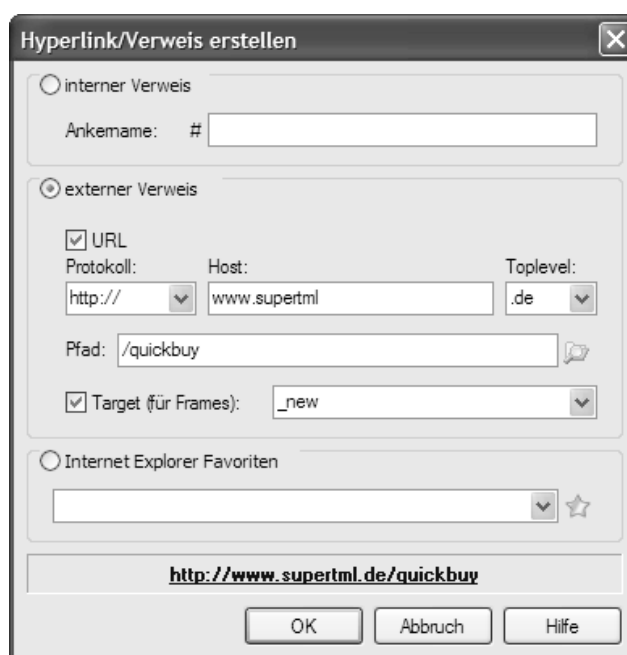 Hyperlink/Verweis erstellen
interner Verweis
Ankername: #
externer Verweis
URL
Protokoll: Host: Toplevel:
http:// www.supertml .de
Pfad: /quickbuy
Target (für Frames): _new
Internet Explorer Favoriten
http://www.supertml.de/quickbuy
OK Abbruch Hilfe